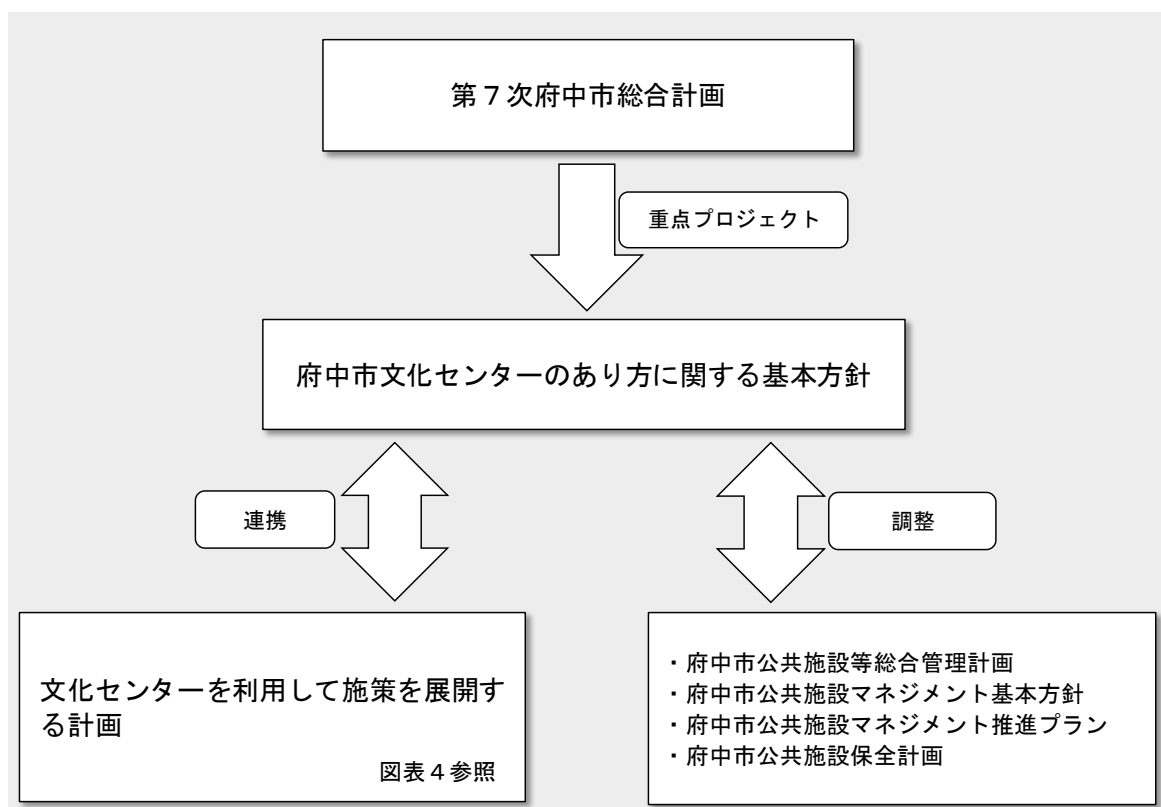 第７次府中市総合計画
重点プロジェクト
府中市文化センターのあり方に関する基本方針
連携
調整
文化センターを利用して施策を展開す
る計画
図表４参照
・府中市公共施設等総合管理計画
・府中市公共施設マネジメント基本方針
・府中市公共施設マネジメント推進プラン
・府中市公共施設保全計画